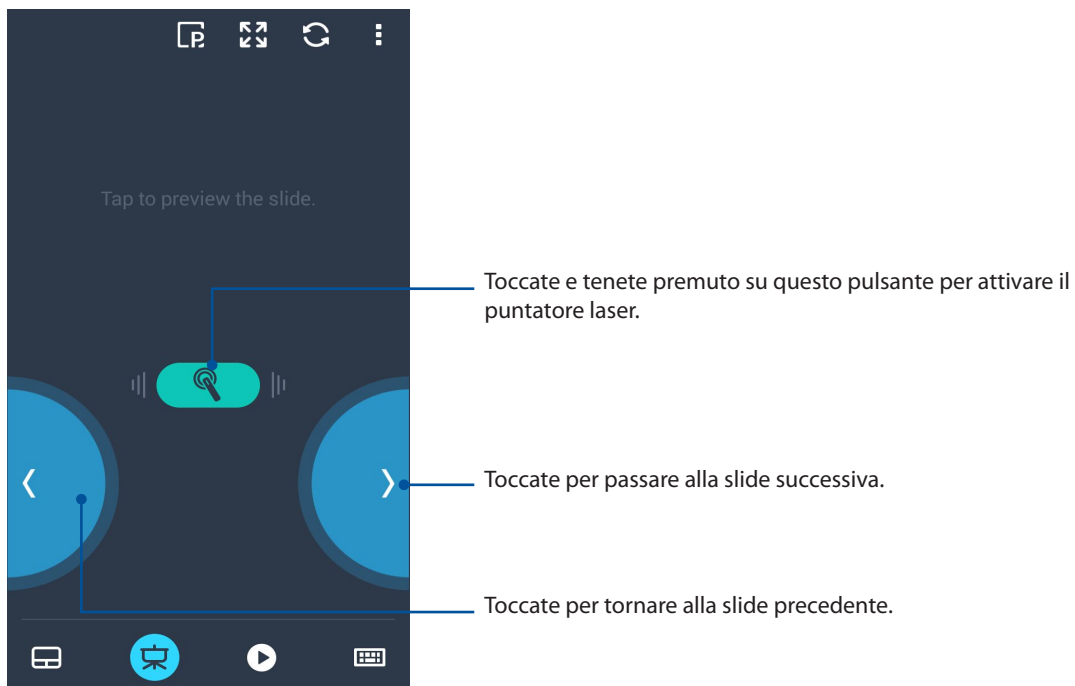 P
Tap to preview the slide.
Toccate e tenete premuto su questo pulsante per attivare il
puntatore laser.
Toccate per passare alla slide successiva.
Toccate per tornare alla slide precedente.